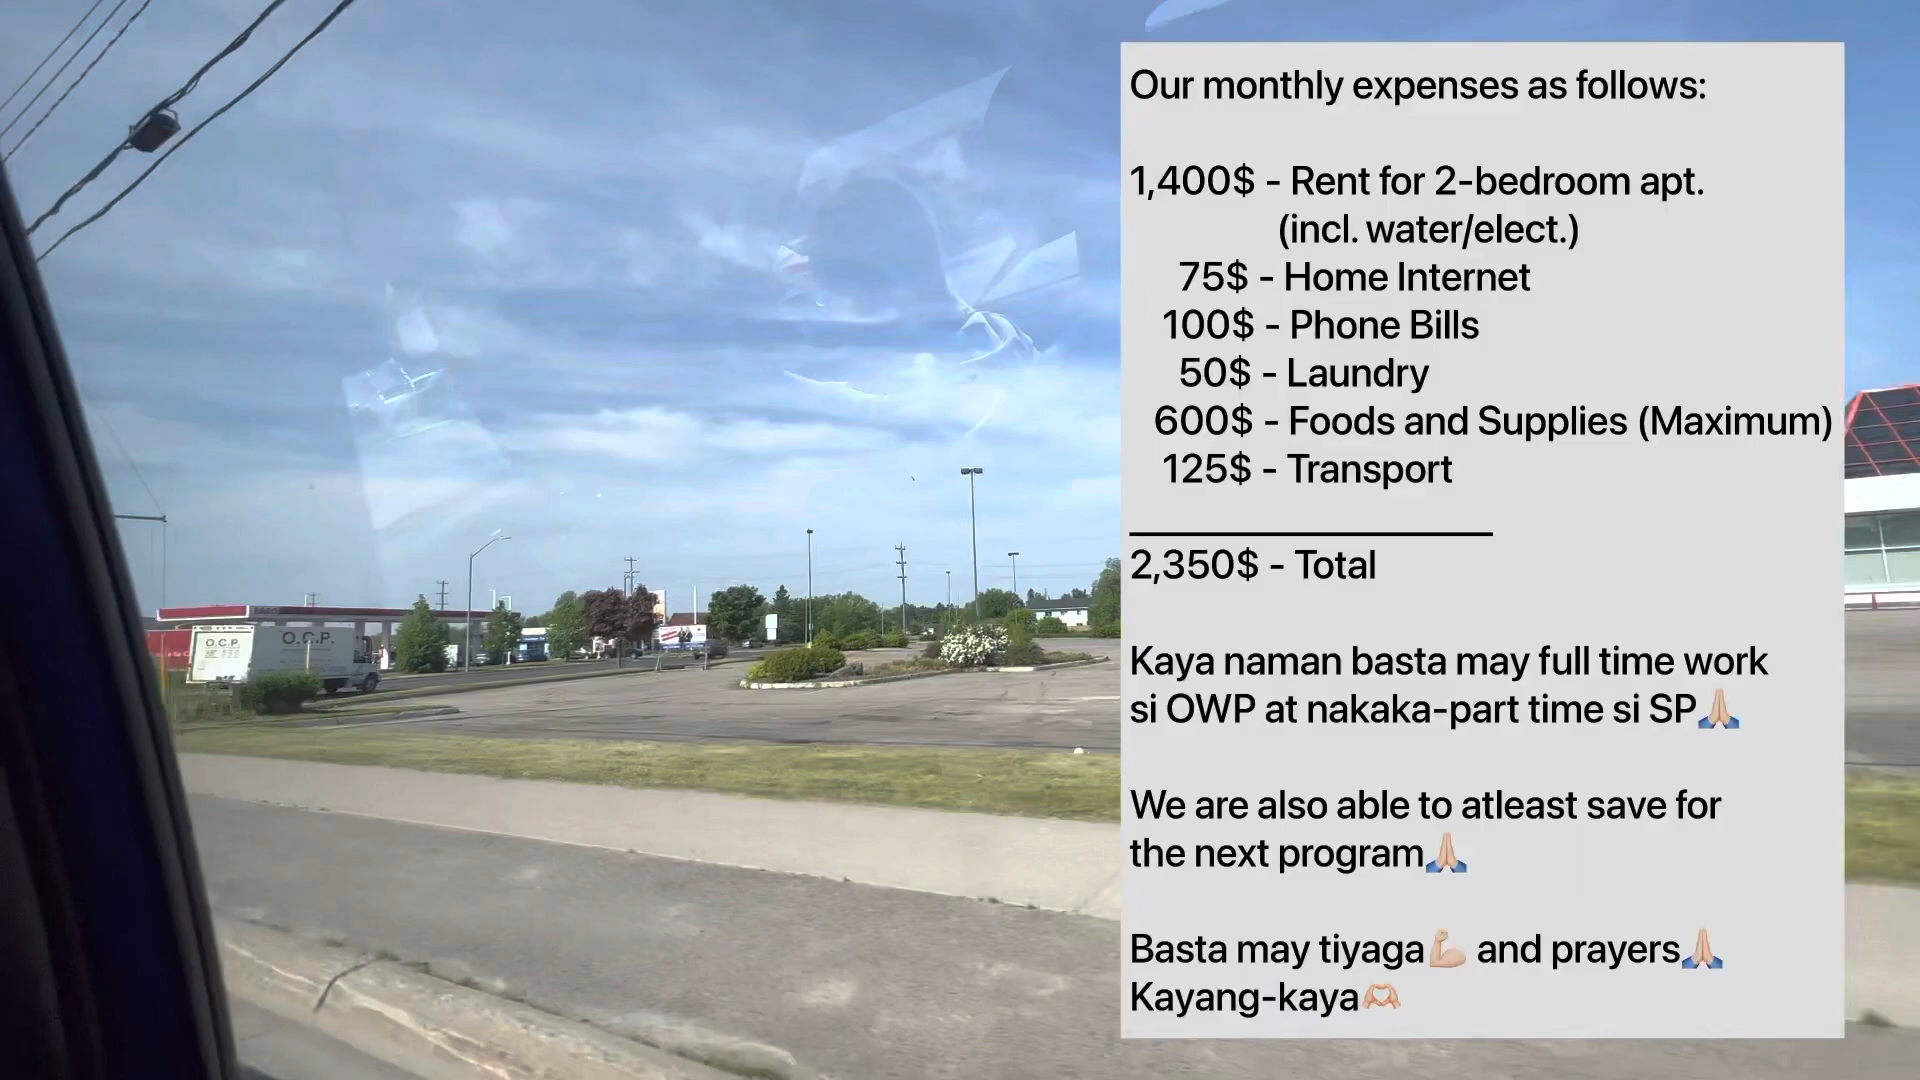 Our monthly expenses as follows:
1,400$ - Rent for 2-bedroom apt.
(incl. water/elect.)
75$ - Home Internet
100$ - Phone Bills
50$ - Laundry
600$ - Foods and Supplies (Maximum)
125$ - Transport
2,350$ - Total
Kaya naman basta may full time work
si OWP at nakaka-part time si SP🙏🏼
We are also able to atleast save for
the next program🙏🏼
Basta may tiyaga💪🏼 and prayers🙏🏼
Kayang-kaya🫶🏼
O.C.P.
O.C.P.